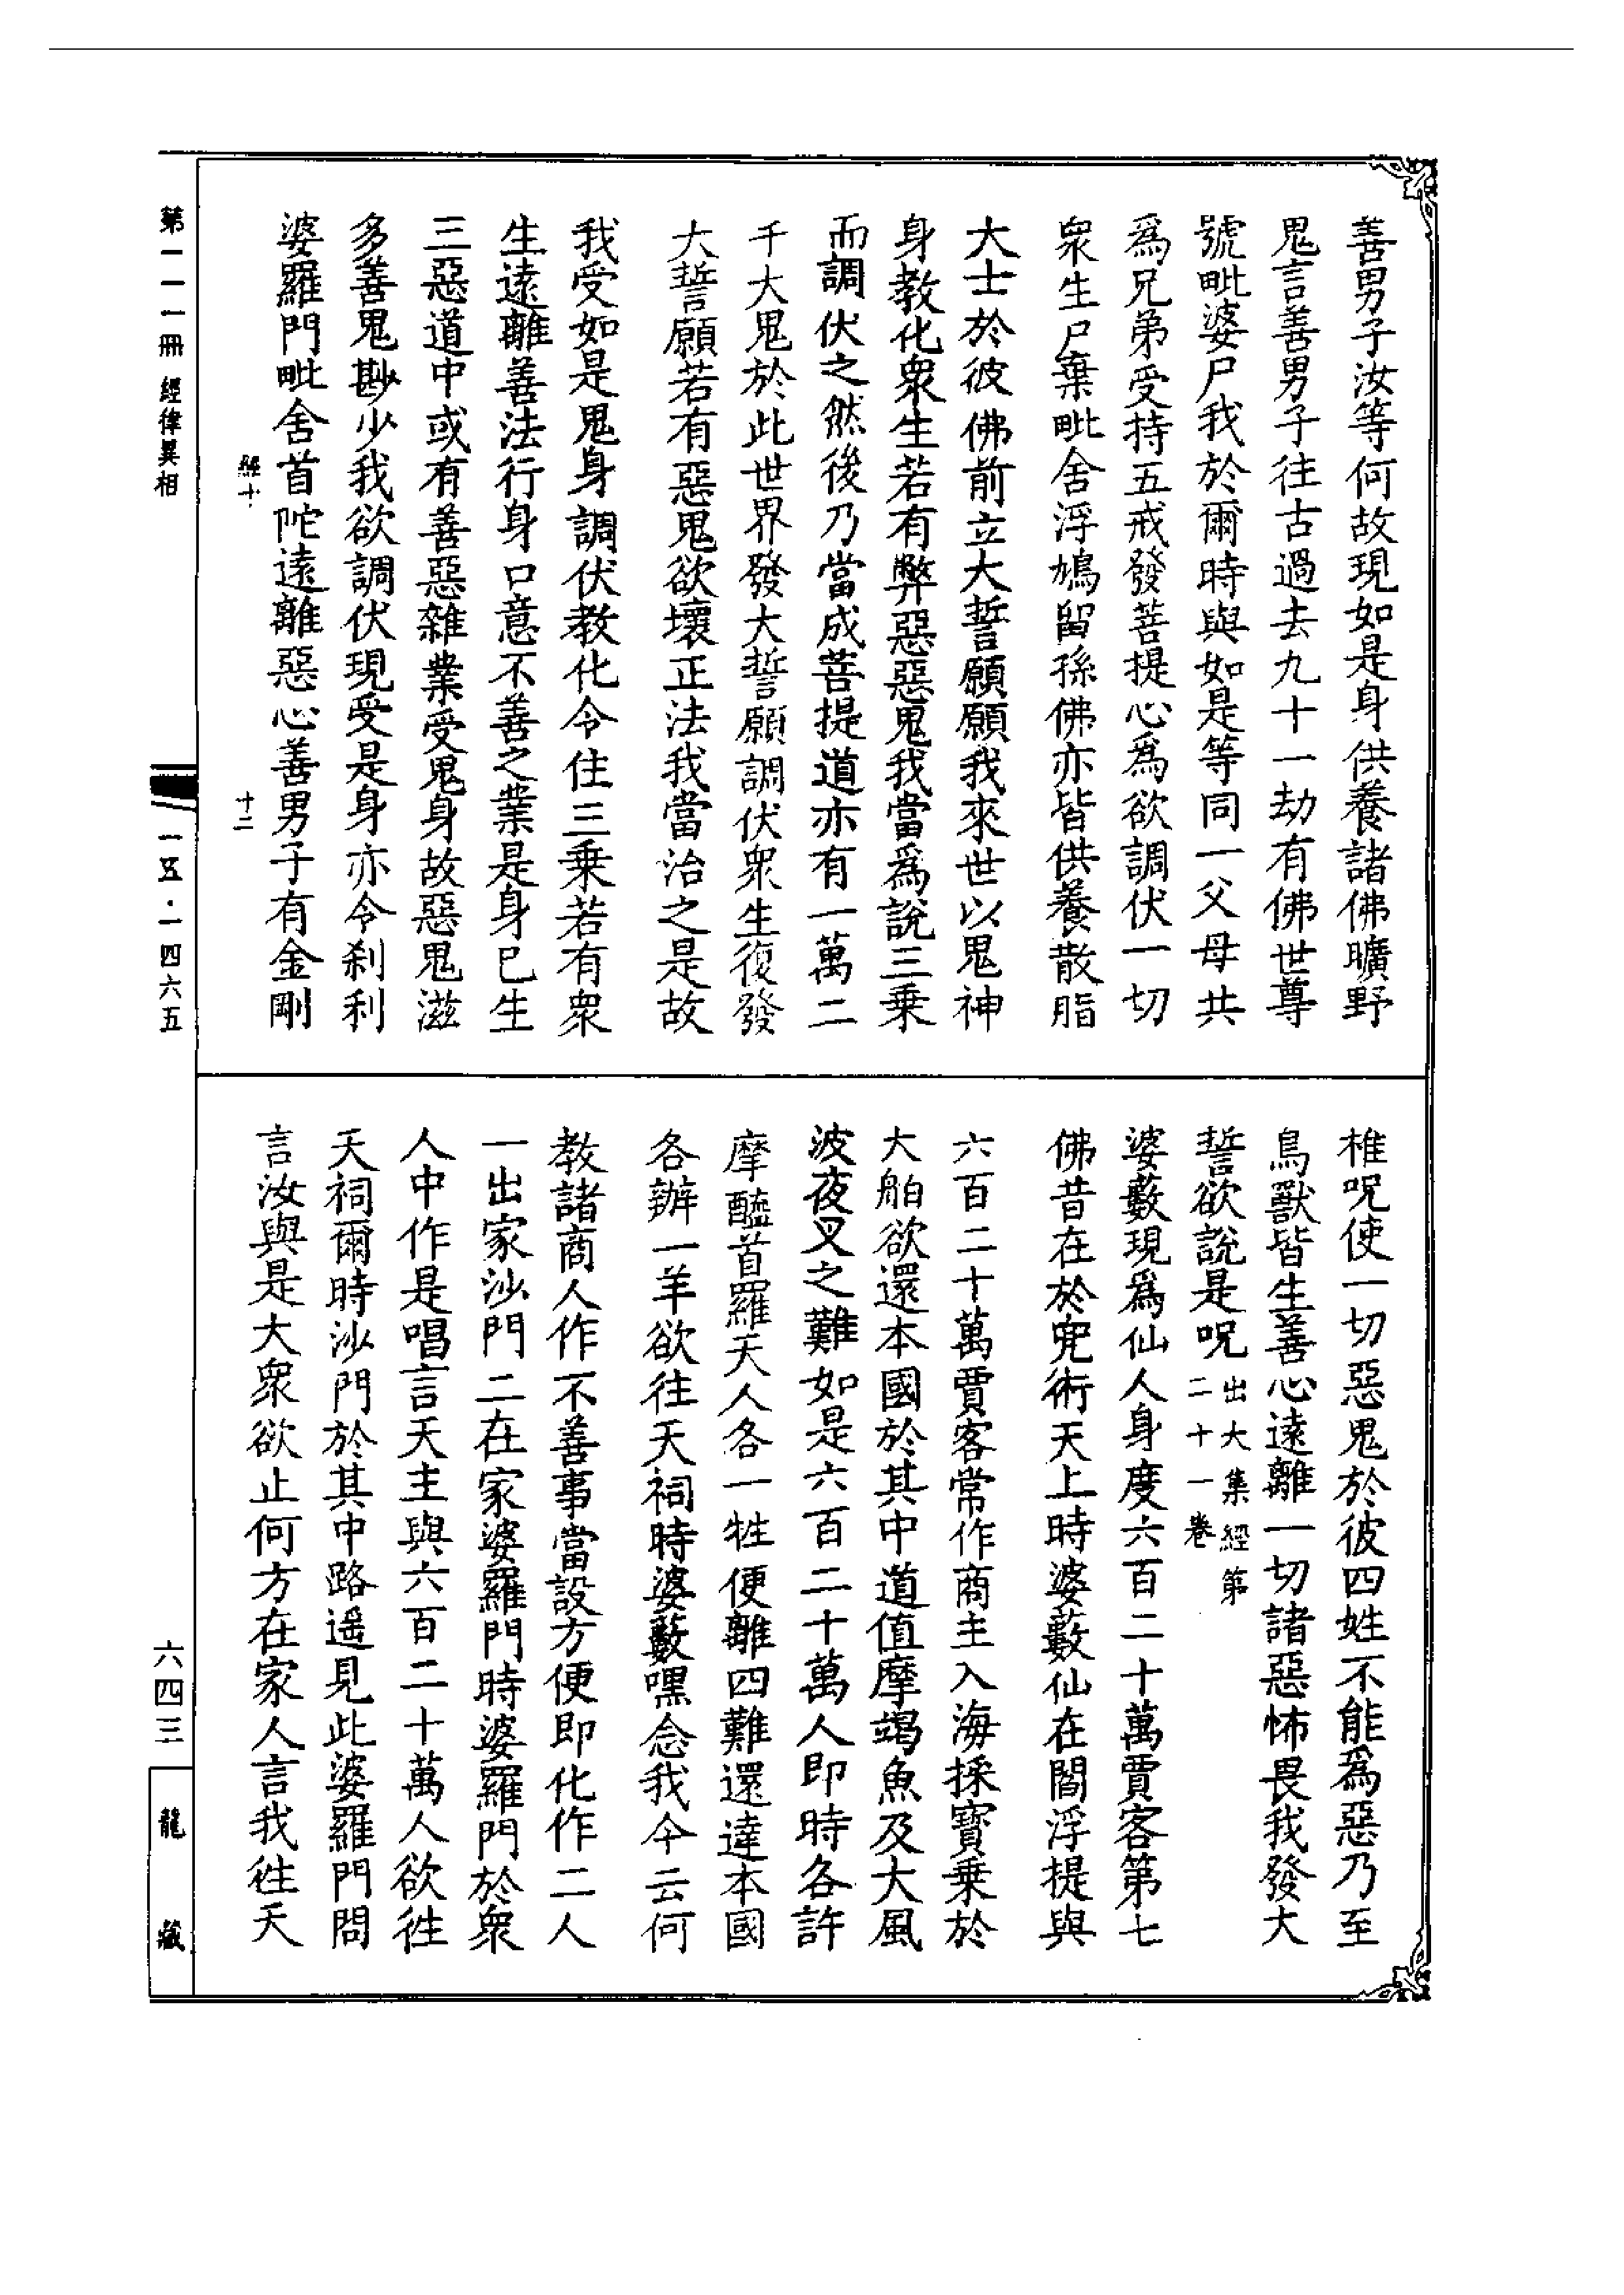 善男子汝等何故現如是身供養諸佛曠野
鬼言善男子往古過去九十一劫有佛世尊
號毗婆尸我於爾時與如是等同一父母共
爲兄弟受持五戒發菩提心爲欲調伏一切
衆生尸棄毗舍浮鳩留孫佛亦皆供養散脂
大士於彼佛前立大誓願願我來世以鬼神
身教化衆生若有弊惡惡鬼我當爲說三乗
而調伏之然後乃當成菩提道亦有一萬二
千大鬼於此世界發大誓願調伏衆生復發
大誓願若有惡鬼欲壞正法我當治之是故
我受如是鬼身調伏教化令住三乗若有衆
生遠離善法行身口意不善之業是身已生
三惡道中或有善惡雜業受鬼身故惡鬼滋
多善鬼尠少我欲調伏現受是身亦令刹利
婆羅門毗舍首陀遠離惡心善男子有金剛
椎呪使一切惡鬼於彼四姓不能爲惡乃至
鳥獸皆生善心遠離一切諸惡怖畏我發大
誓欲說是呪出大集經第二十一卷
婆藪現爲仙人身度六百二十萬賈客第七
佛昔在於兜術天上時婆藪仙在閻浮提與
六百二十萬賈客常作商主入海採寳乗於
大舶欲還本國於其中道值摩竭魚及大風
波夜叉之難如是六百二十萬人即時各許
摩醯首羅天人各一牲便離四難還達本國
各辦一羊欲往天祠時婆藪嘿念我今云何
教諸商人作不善事當設方便即化作二人
一出家沙門二在家婆羅門時婆羅門於衆
人中作是唱言天主與六百二十萬人欲徃
天祠爾時沙門於其中路遥見此婆羅門問
言汝與是大衆欲止何方在家人言我徃天
第一一一冊 經律異相
十二
一五·一四六五
六四三
龍藏